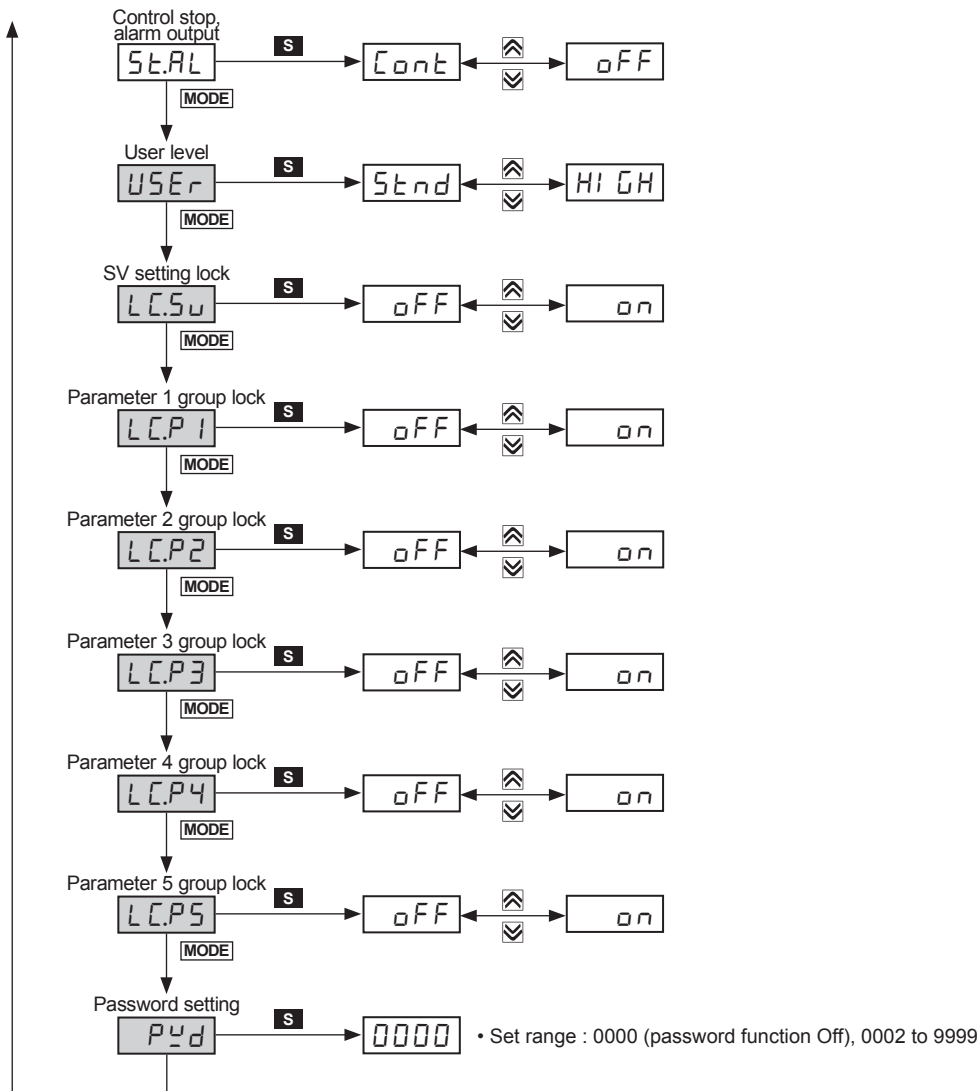 Control stop,
alarm output
St.AL S Cont oFF
MODE
User level
USEr S Stnd HIGH
MODE
SV setting lock
LC.Sv S oFF on
MODE
Parameter 1 group lock
LC.P1 S oFF on
MODE
Parameter 2 group lock
LC.P2 S oFF on
MODE
Parameter 3 group lock
LC.P3 S oFF on
MODE
Parameter 4 group lock
LC.P4 S oFF on
MODE
Parameter 5 group lock
LC.P5 S oFF on
MODE
Password setting
PWd S 0000 • Set range : 0000 (password function Off), 0002 to 9999